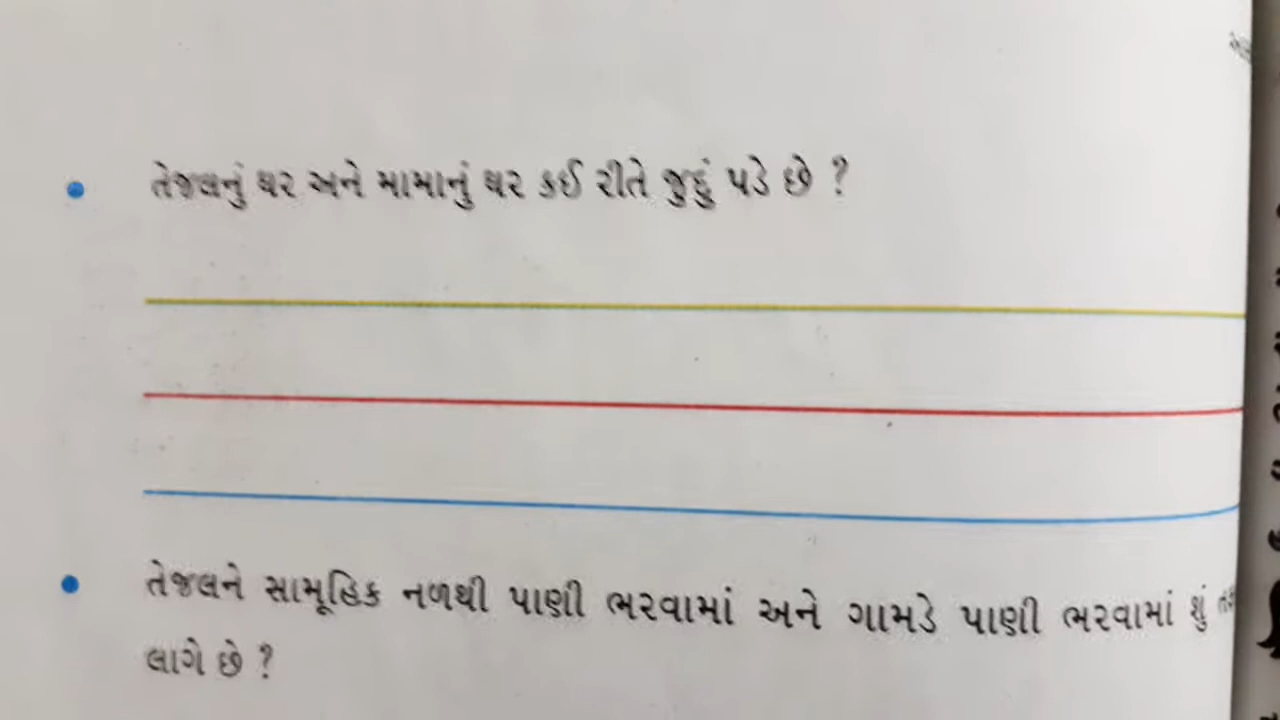 તેજલનું ઘર અને મામાનું ઘર કઈ રીતે જુદું પડે છે ?
તેજલને સામૂહિક નળથી પાણી ભરવામાં અને ગામડે પાણી ભરવામાં શું
લાગે છે ?